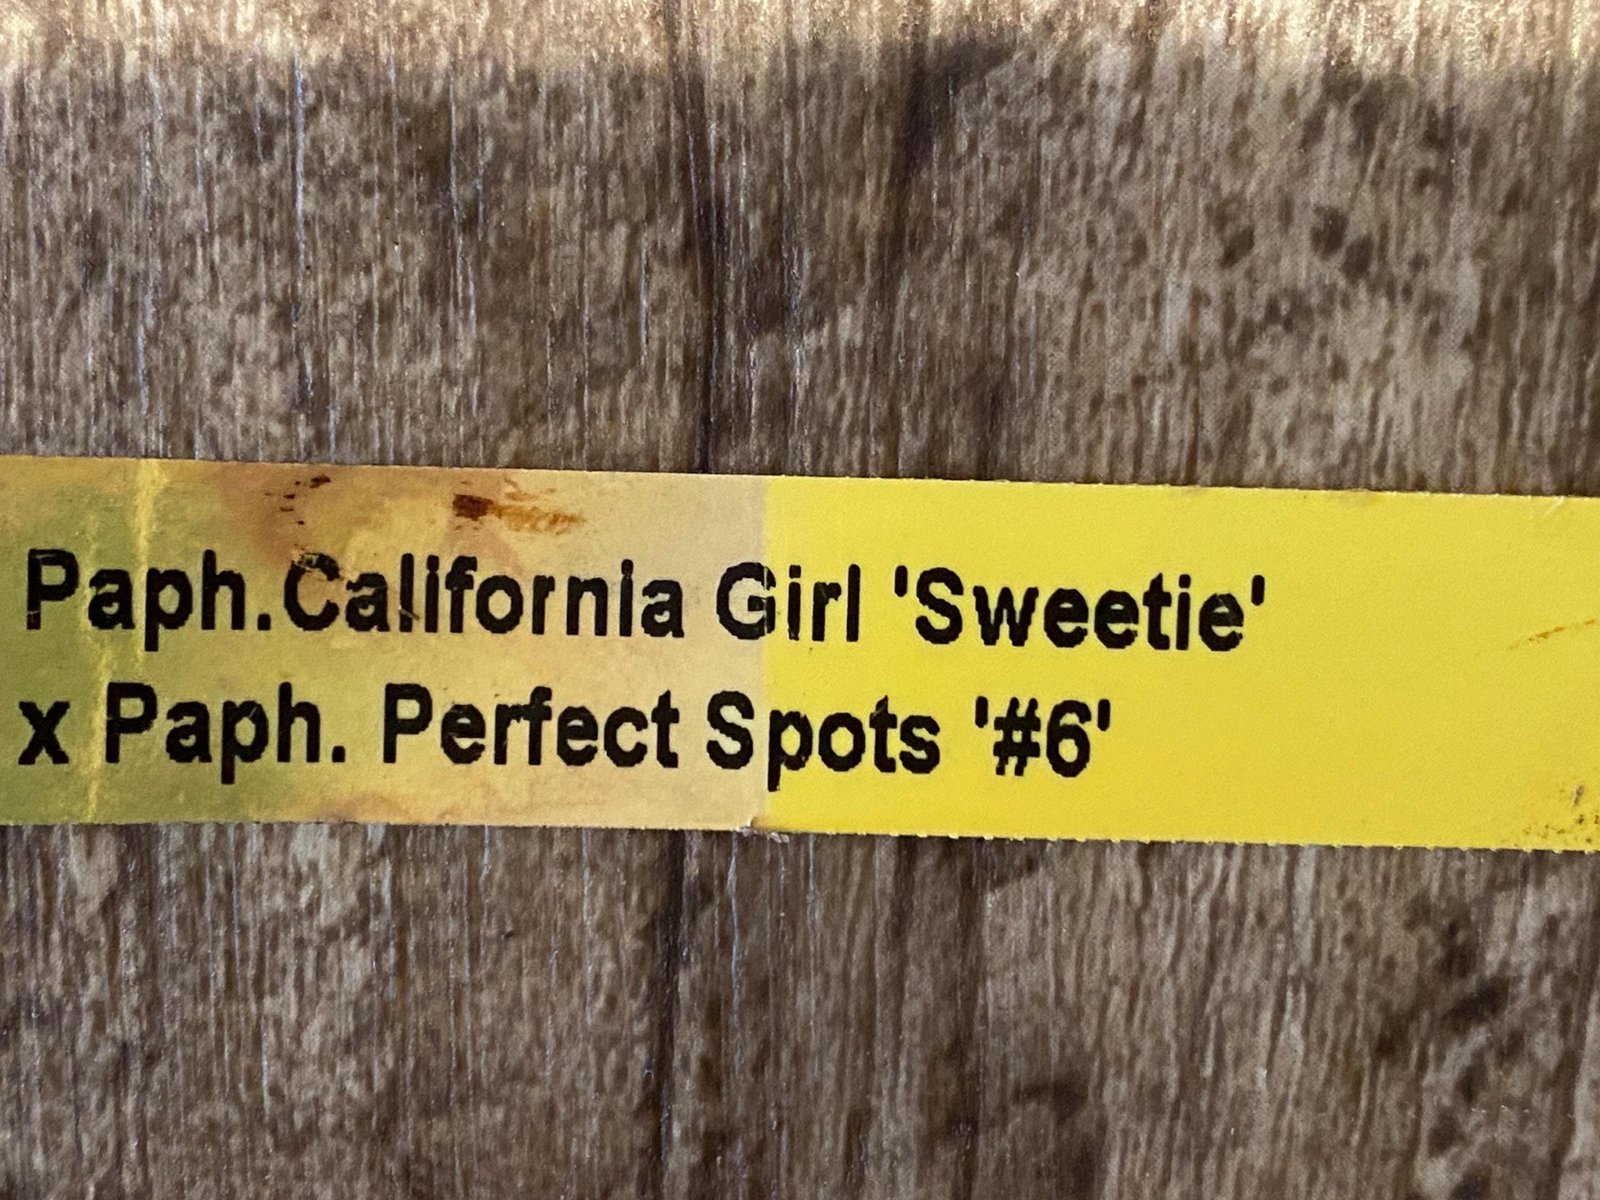 Paph.California Girl 'Sweetie'
x Paph. Perfect Spots '#6'